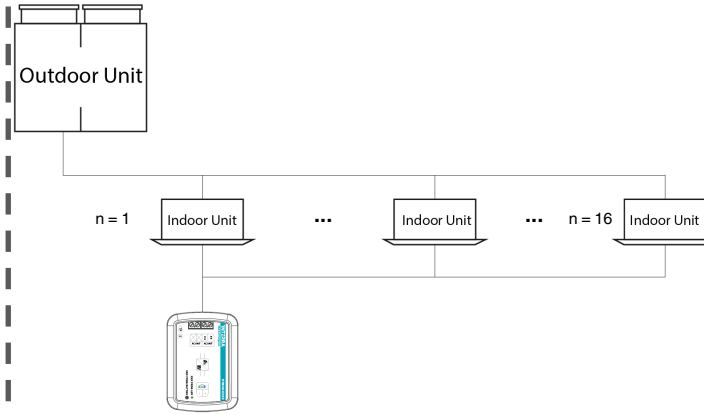 Outdoor Unit
n = 1
Indoor Unit
...
Indoor Unit
...
n = 16
Indoor Unit